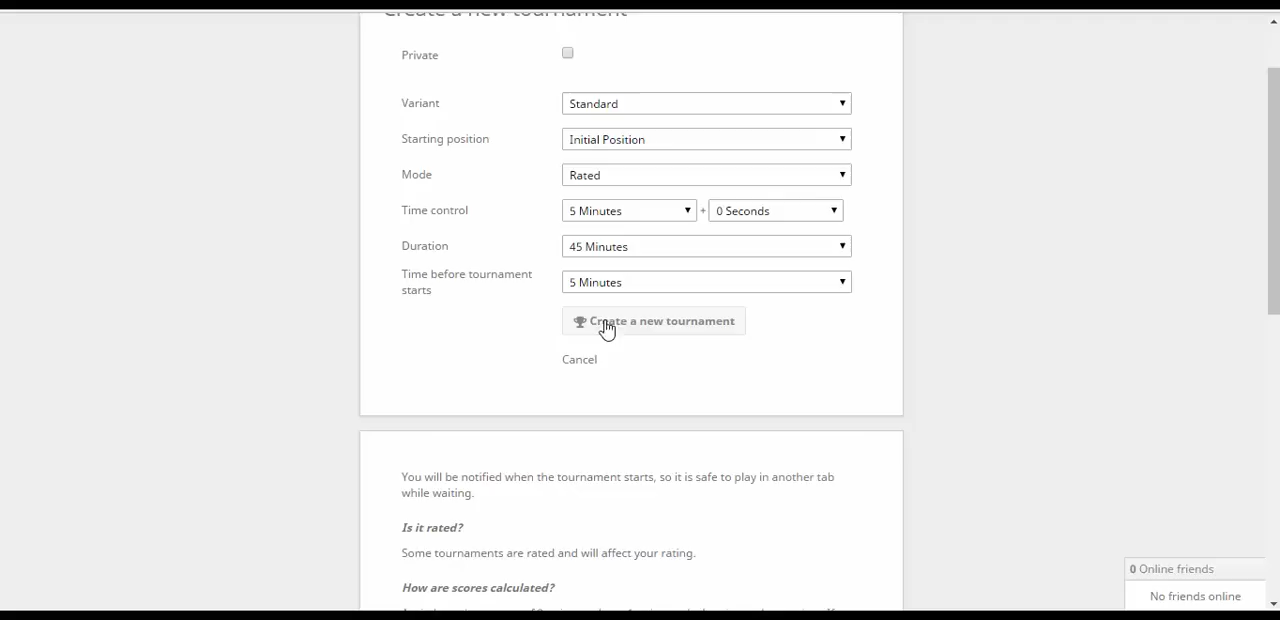 Create a new tournament
Private
Variant Standard
Starting position Initial Position
Mode Rated
Time control 5 Minutes + 0 Seconds
Duration 45 Minutes
Time before tournament
starts 5 Minutes
Create a new tournament
Cancel
You will be notified when the tournament starts, so it is safe to play in another tab
while waiting.
Is it rated?
Some tournaments are rated and will affect your rating.
How are scores calculated?
0 Online friends
No friends online